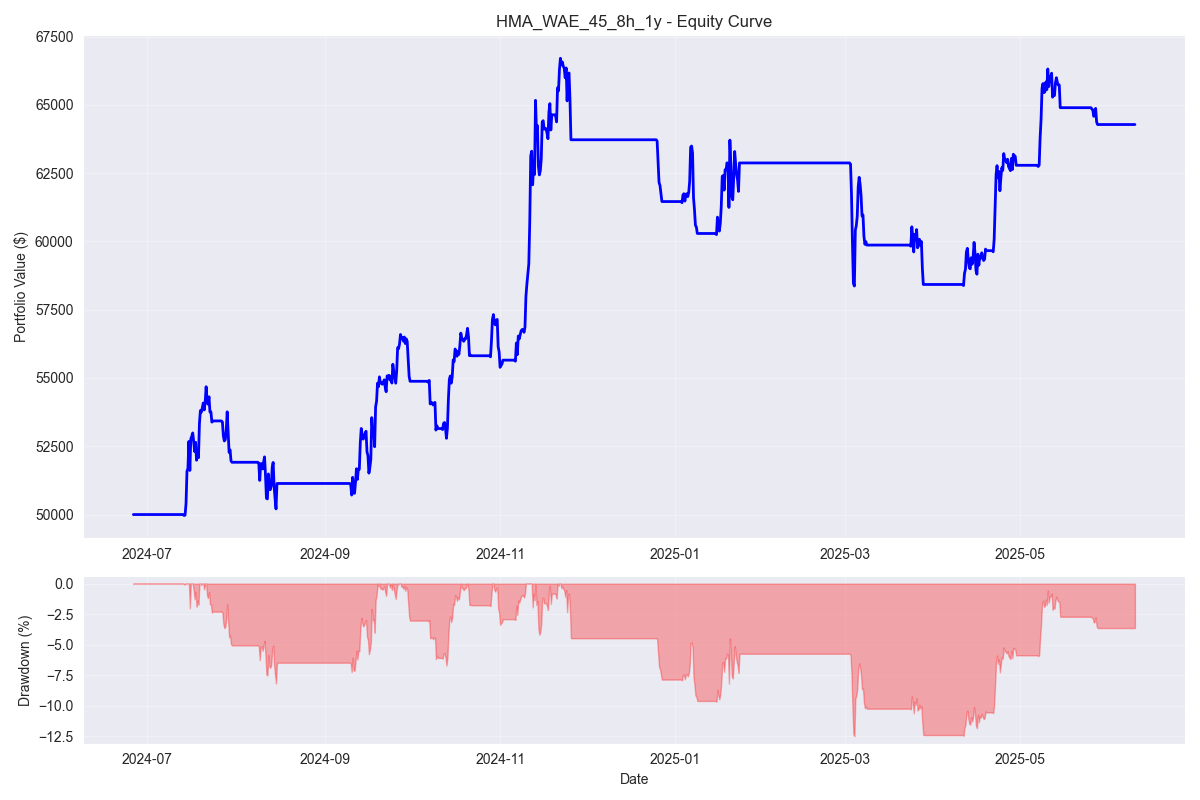 HMA_WAE_45_8h_1y - Equity Curve
Portfolio Value ($)
67500
65000
62500
60000
57500
55000
52500
50000
2024-07 2024-09 2024-11 2025-01 2025-03 2025-05
Drawdown (%)
0.0
−2.5
−5.0
−7.5
−10.0
−12.5
2024-07 2024-09 2024-11 2025-01 2025-03 2025-05
Date